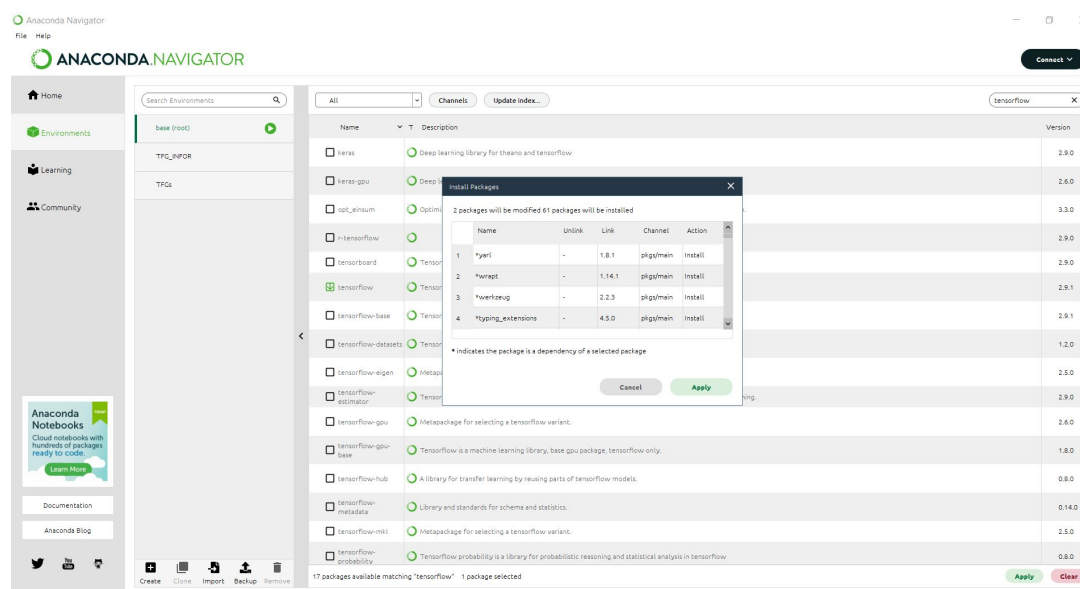 Anaconda Navigator
File Help
ANACONDA.NAVIGATOR
Connect
Home
Environments
Learning
Community
Anaconda Notebooks
New!
Cloud notebooks with
hundreds of packages
ready to code.
Learn More
Documentation
Anaconda Blog
You Tube
Search Environments
base (root)
TFG_INFOR
TFGs
Create Clone Import Backup Remove
All Channels Update index... tensorflow
Name T Description Version
keras Deep learning library for theano and tensorflow 2.9.0
keras-gpu Deep l 2.6.0
opt_einsum Optimi 3.3.0
r-tensorflow 2.9.0
tensorboard Tensor 2.9.0
tensorflow Tensor 2.9.1
tensorflow-base Tensor 2.9.1
tensorflow-datasets Tensor 1.2.0
tensorflow-eigen Metapa 2.5.0
tensorflow-estimator Tensor ning. 2.9.0
tensorflow-gpu Metapackage for selecting a tensorflow variant. 2.6.0
tensorflow-gpu-base Tensorflow is a machine learning library, base gpu package, tensorflow only. 1.8.0
tensorflow-hub A library for transfer learning by reusing parts of tensorflow models. 0.8.0
tensorflow-metadata Library and standerds for schema and statistics. 0.14.0
tensorflow-mkl Metapackage for selecting a tensorflow variant. 2.5.0
tensorflow-probability Tensorflow probability is a library for probabilistic reasoning and statistical analysis in tensorflow 0.8.0
17 packages available matching "tensorflow" 1 package selected
Apply Clear
Install Packages
2 packages will be modified 61 packages will be installed
Name Unlink Link Channel Action
1 *yarl - 1.8.1 pkgs/main Install
2 *wrapt - 1.14.1 pkgs/main Install
3 *werkzeug - 2.2.3 pkgs/main Install
4 *typing_extensions - 4.5.0 pkgs/main Install
* indicates the package is a dependency of a selected package
Cancel Apply